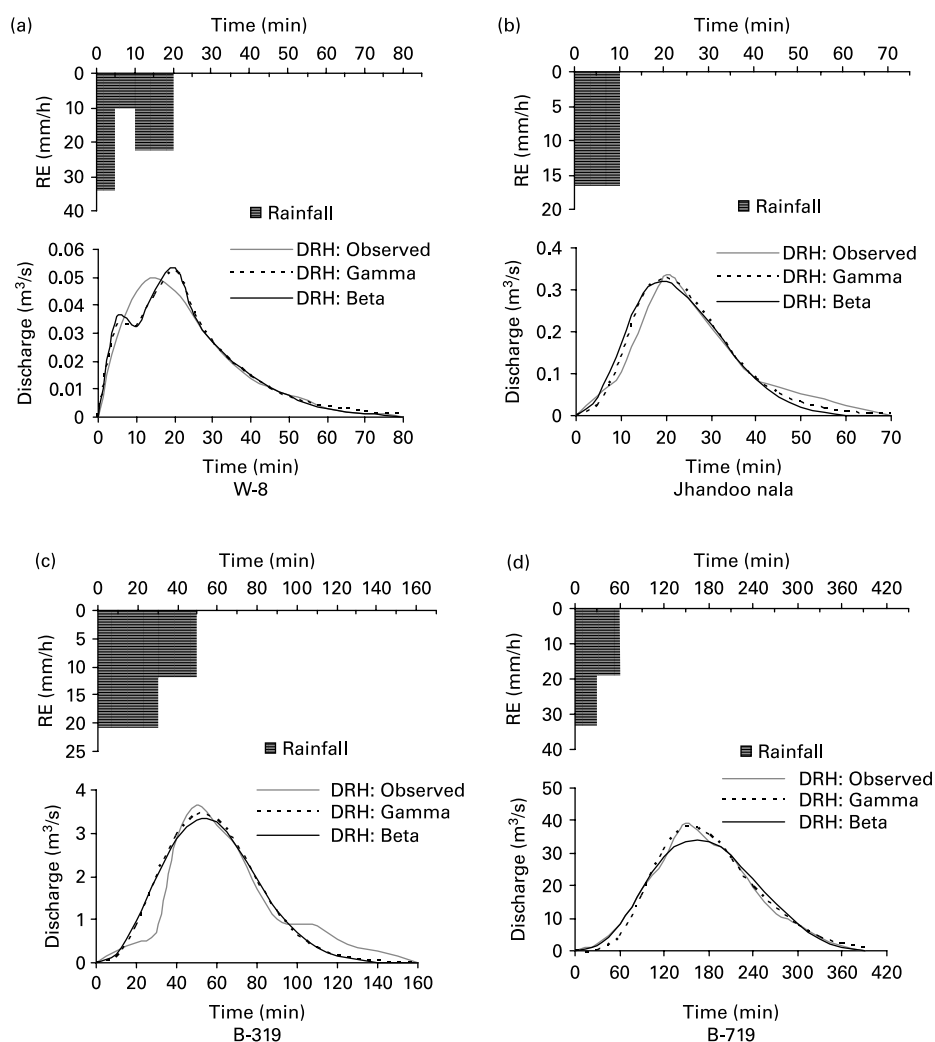 (a)
Time (min)
0 10 20 30 40 50 60 70 80
0
10
20
30
40
RE (mm/h)
Rainfall
0.06
0.05
0.04
0.03
0.02
0.01
0
Discharge (m³/s)
DRH: Observed
DRH: Gamma
DRH: Beta
0 10 20 30 40 50 60 70 80
Time (min)
W-8
(b)
Time (min)
0 10 20 30 40 50 60 70
0
5
10
15
20
RE (mm/h)
Rainfall
0.4
0.3
0.2
0.1
0
Discharge (m³/s)
DRH: Observed
DRH: Gamma
DRH: Beta
0 10 20 30 40 50 60 70
Time (min)
Jhandoo nala
(c)
Time (min)
0 20 40 60 80 100 120 140 160
0
5
10
15
20
25
RE (mm/h)
Rainfall
4
3
2
1
0
Discharge (m³/s)
DRH: Observed
DRH: Gamma
DRH: Beta
0 20 40 60 80 100 120 140 160
Time (min)
B-319
(d)
Time (min)
0 60 120 180 240 300 360 420
0
10
20
30
40
RE (mm/h)
Rainfall
50
40
30
20
10
0
Discharge (m³/s)
DRH: Observed
DRH: Gamma
DRH: Beta
0 60 120 180 240 300 360 420
Time (min)
B-719